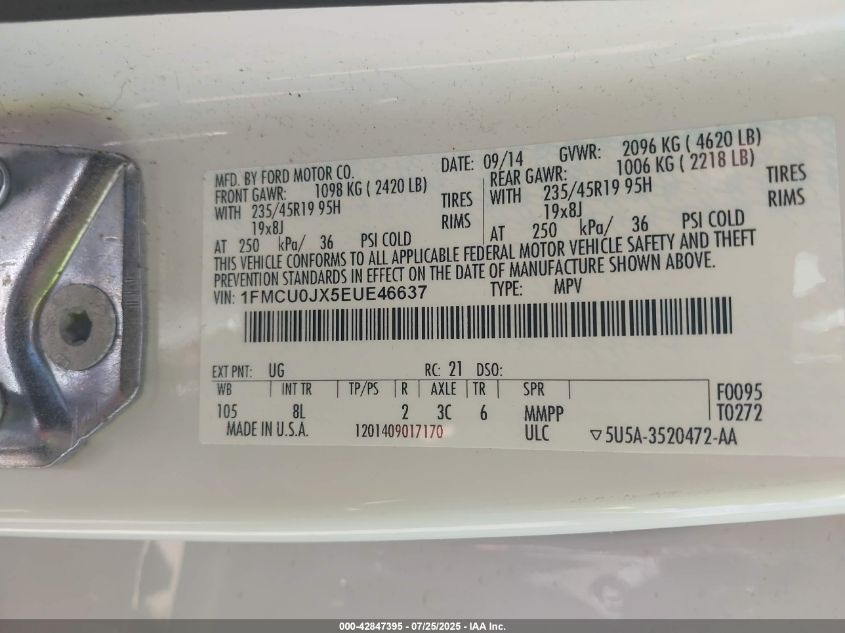 MFD. BY FORD MOTOR CO. DATE: 09/14 GVWR: 2096 KG ( 4620 LB)
FRONT GAWR: 1098 KG ( 2420 LB) REAR GAWR: 1006 KG ( 2218 LB)
WITH 235/45R19 95H TIRES WITH 235/45R19 95H TIRES
19x8J RIMS 19x8J RIMS
AT 250 kPa/ 36 PSI COLD AT 250 kPa/ 36 PSI COLD
THIS VEHICLE CONFORMS TO ALL APPLICABLE FEDERAL MOTOR VEHICLE SAFETY AND THEFT
PREVENTION STANDARDS IN EFFECT ON THE DATE OF MANUFACTURE SHOWN ABOVE.
VIN: 1FMCU0JX5EUE46637 TYPE: MPV
EXT PNT: UG RC: 21 DSO:
WB INT TR TP/PS R AXLE TR SPR F0095
105 8L 2 3C 6 MMPP T0272
MADE IN U.S.A. 1201409017170 ULC ▽5U5A-3520472-AA
000-42847395 - 07/25/2025 - IAA Inc.